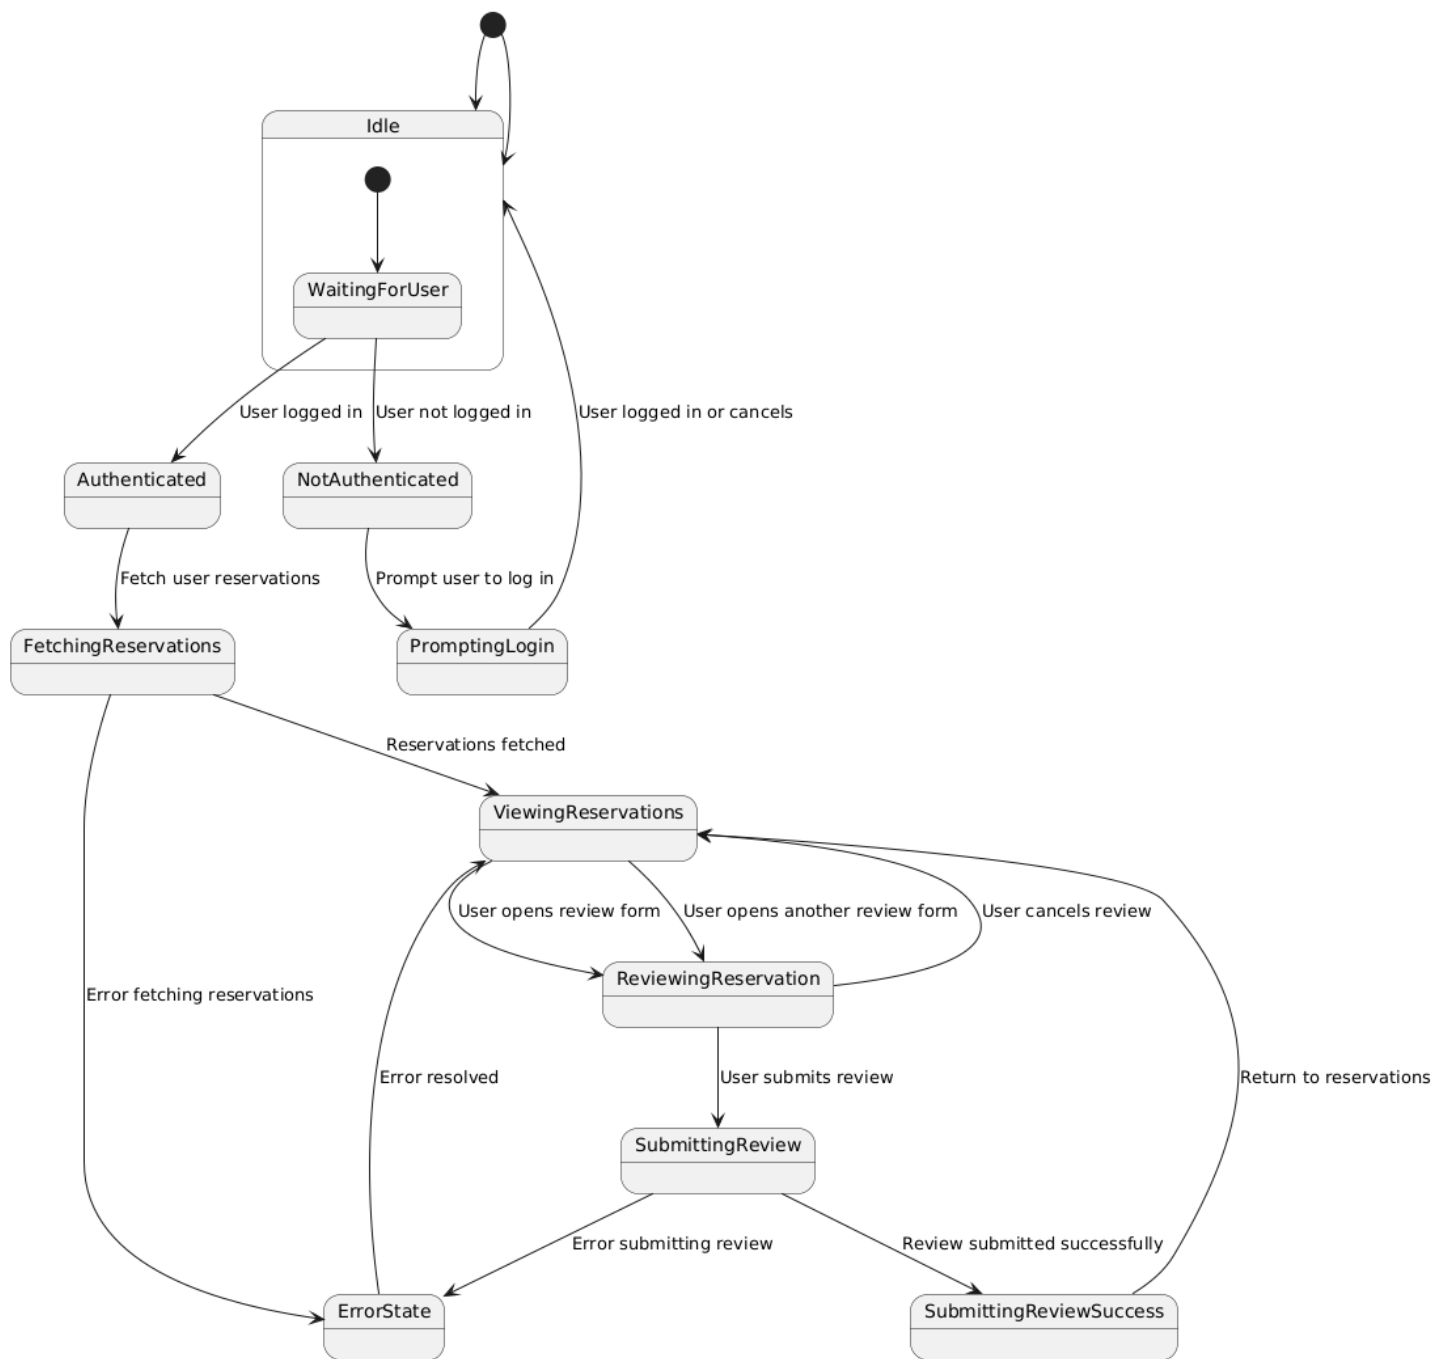 Idle
WaitingForUser
User logged in
User not logged in
User logged in or cancels
Authenticated
NotAuthenticated
Fetch user reservations
Prompt user to log in
FetchingReservations
PromptingLogin
Reservations fetched
ViewingReservations
User opens review form
User opens another review form
User cancels review
ReviewingReservation
Error fetching reservations
Error resolved
User submits review
Return to reservations
SubmittingReview
Error submitting review
Review submitted successfully
ErrorState
SubmittingReviewSuccess